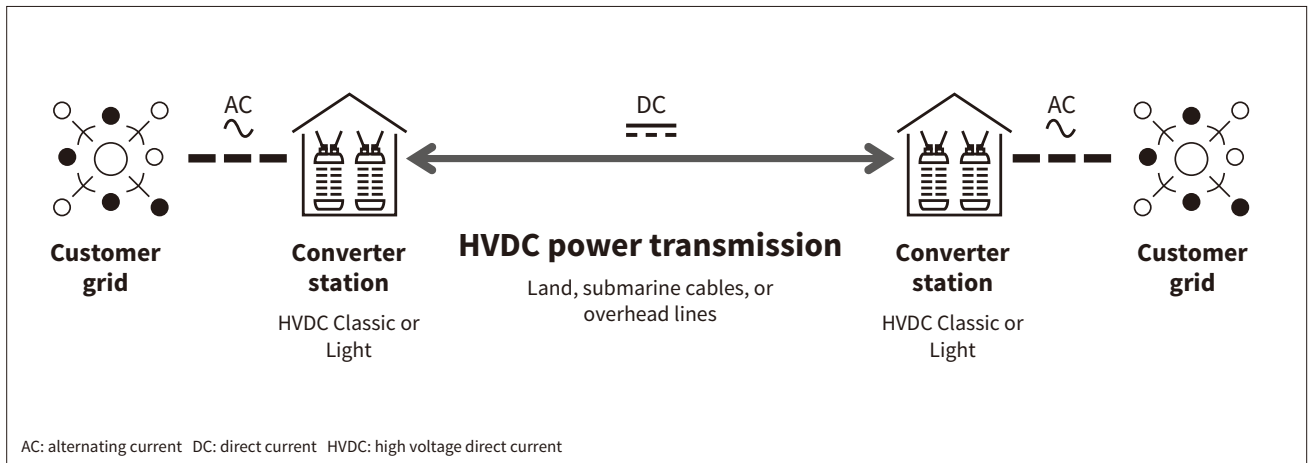 AC
DC
AC
Customer
grid
Converter
station
HVDC Classic or
Light
HVDC power transmission
Land, submarine cables, or
overhead lines
Converter
station
HVDC Classic or
Light
Customer
grid
AC: alternating current DC: direct current HVDC: high voltage direct current